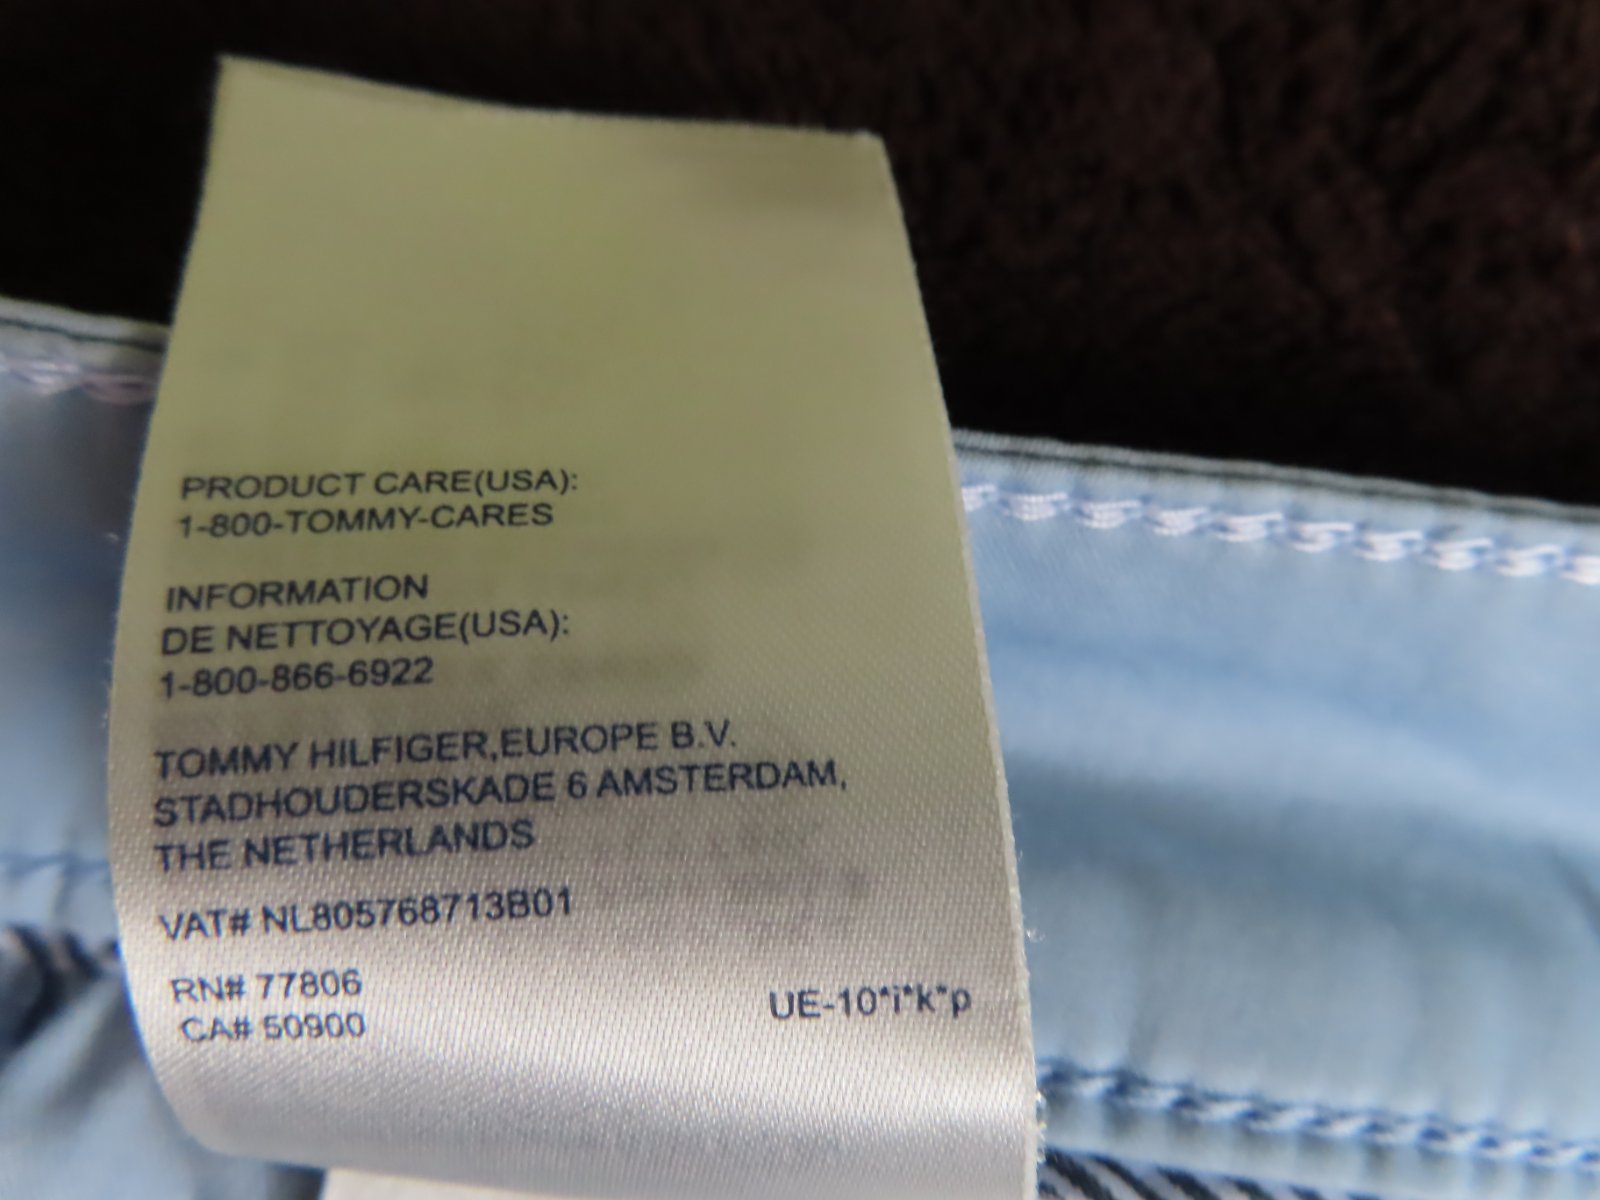 PRODUCT CARE(USA):
1-800-TOMMY-CARES
INFORMATION
DE NETTOYAGE(USA):
1-800-866-6922
TOMMY HILFIGER,EUROPE B.V.
STADHOUDERSKADE 6 AMSTERDAM,
THE NETHERLANDS
VAT# NL805768713B01
RN# 77806
CA# 50900
UE-10*i*k*p